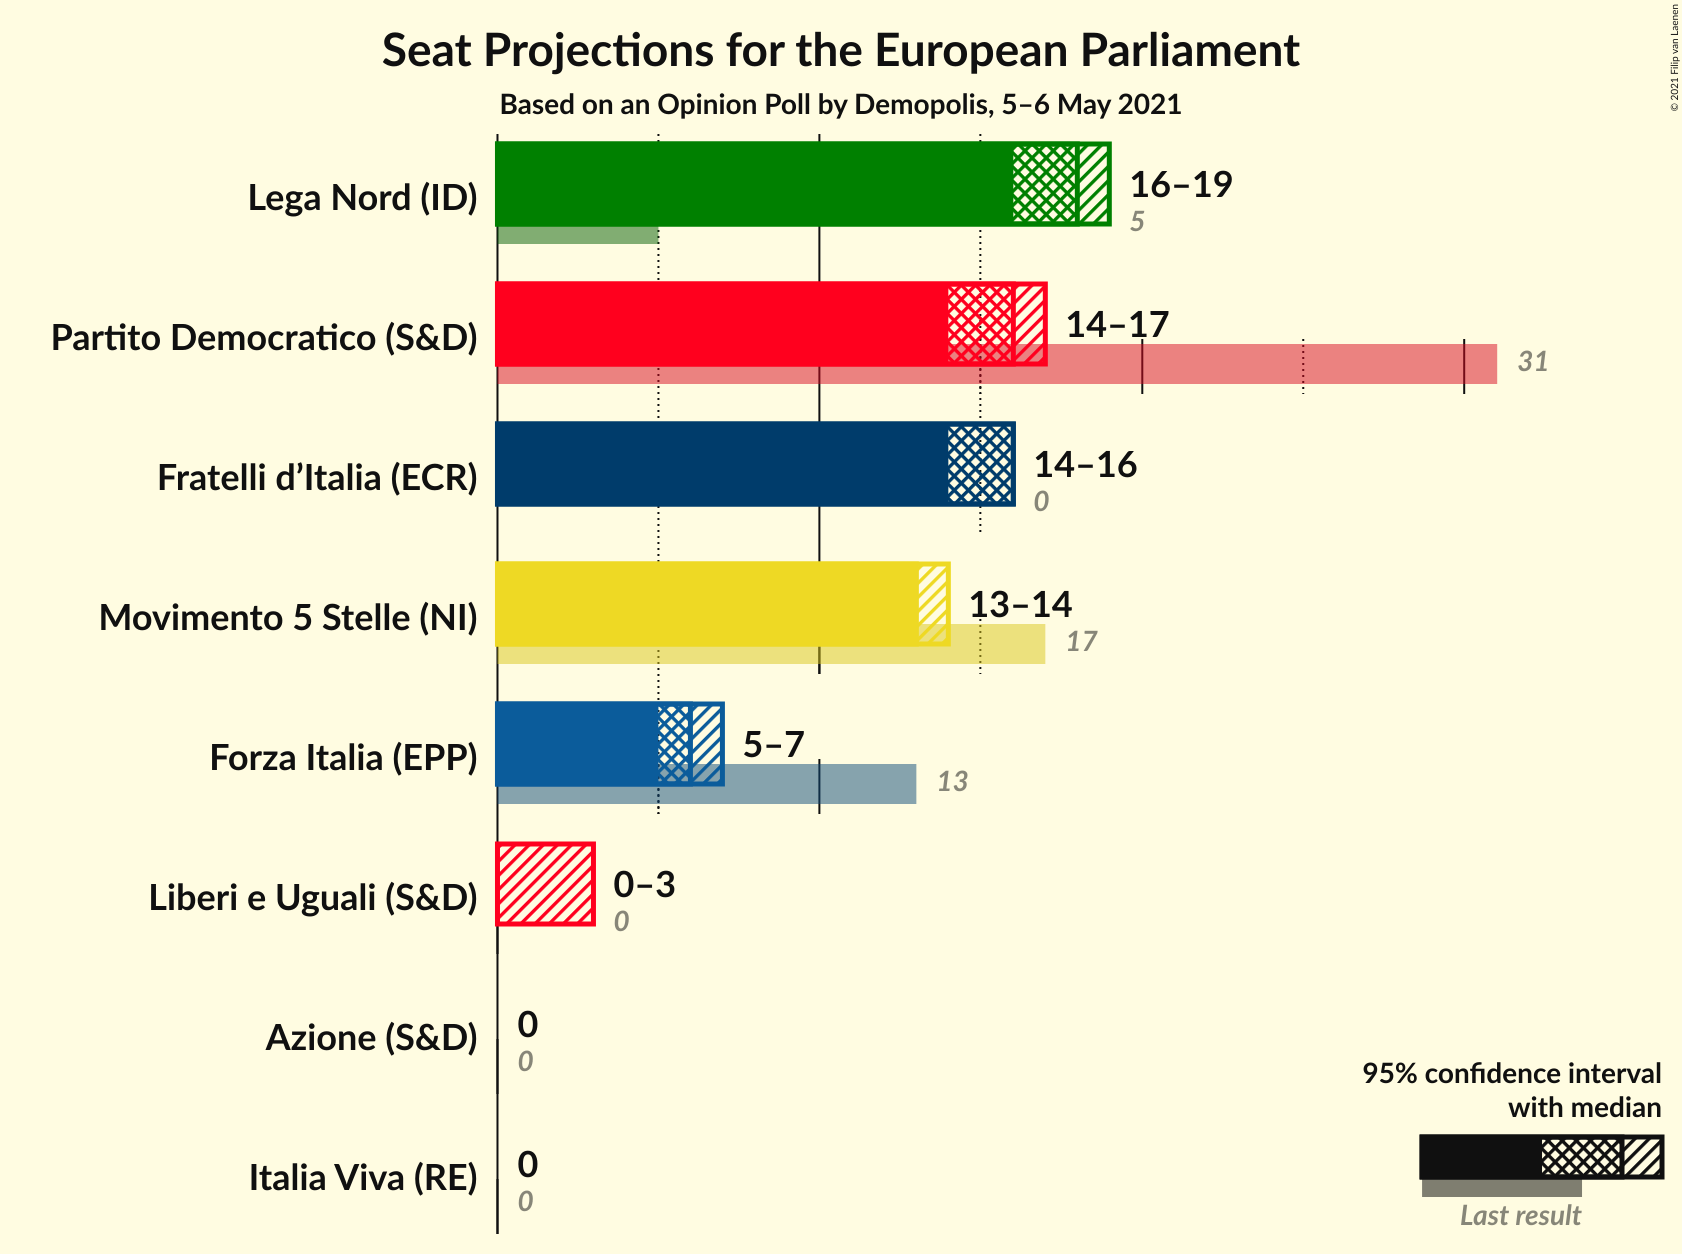 Seat Projections for the European Parliament
Based on an Opinion Poll by Demopolis, 5–6 May 2021
© 2021 Filip van Laenen
Lega Nord (ID)
16–19
5
Partito Democratico (S&D)
14–17
31
Fratelli d’Italia (ECR)
14–16
0
Movimento 5 Stelle (NI)
13–14
17
Forza Italia (EPP)
5–7
13
Liberi e Uguali (S&D)
0–3
0
Azione (S&D)
0
0
Italia Viva (RE)
0
0
95% confidence interval
with median
Last result